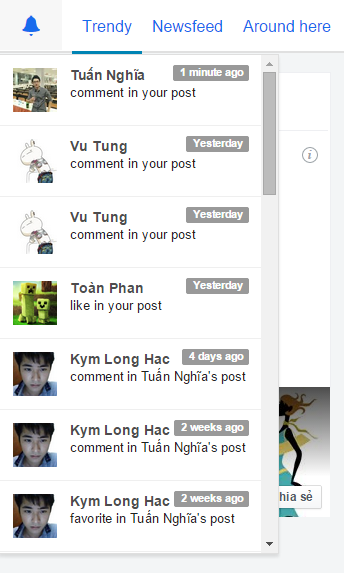 Trendy Newsfeed Around here
Tuấn Nghĩa 1 minute ago
comment in your post
Vu Tung Yesterday
comment in your post
Vu Tung Yesterday
comment in your post
Toàn Phan Yesterday
like in your post
Kym Long Hac 4 days ago
comment in Tuấn Nghĩa's post
Kym Long Hac 2 weeks ago
comment in Tuấn Nghĩa's post
Kym Long Hac 2 weeks ago
favorite in Tuấn Nghĩa's post
hia sẻ